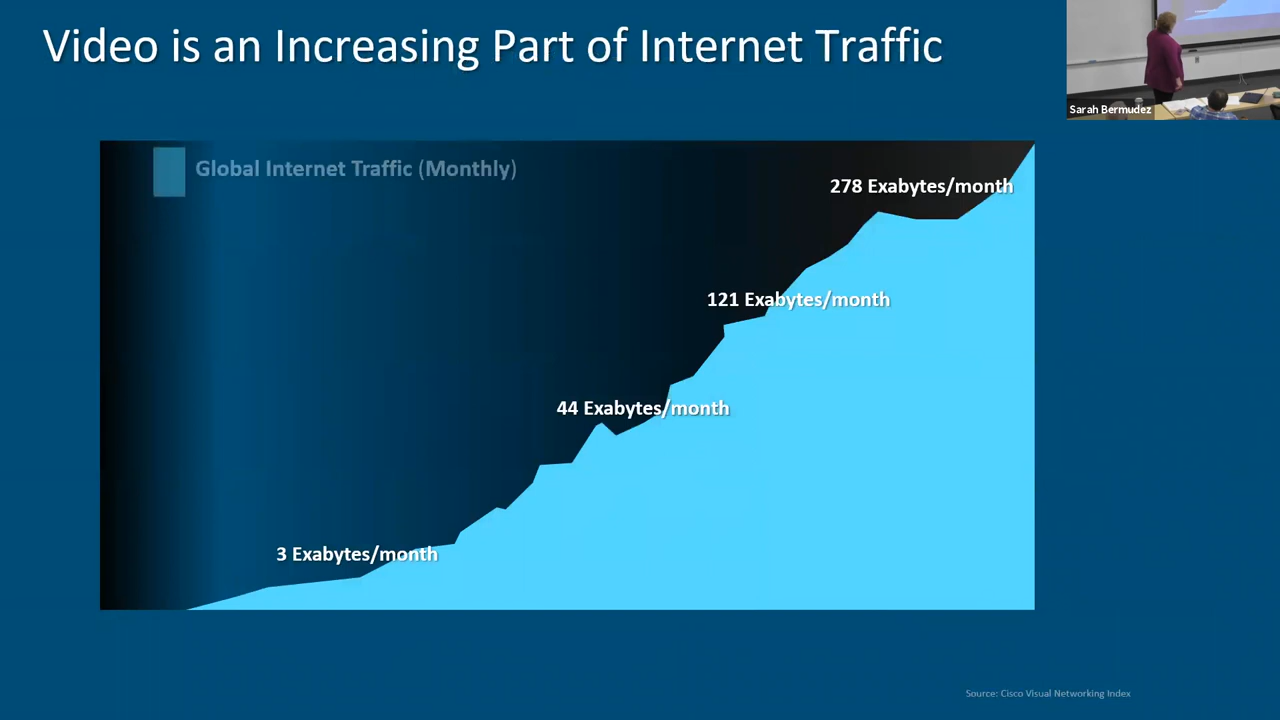 Video is an Increasing Part of Internet Traffic
Sarah Bermudez
Global Internet Traffic (Monthly)
278 Exabytes/month
121 Exabytes/month
44 Exabytes/month
3 Exabytes/month
Source: Cisco Visual Networking Index